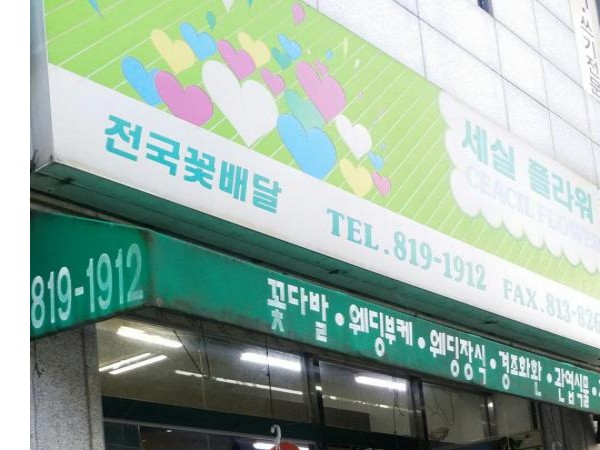 세실 플라워
CEACIL FLOWER
전국꽃배달
TEL. 819-1912 FAX. 813-826
819-1912
꽃다발 • 웨딩부케 • 웨딩장식 • 경조화환 • 관엽식물 •